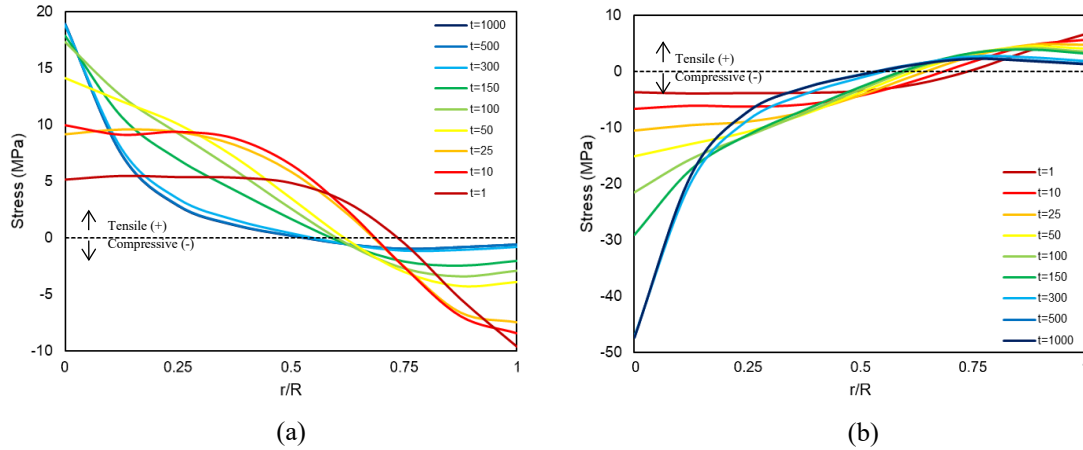 20
15
10
5
0
-5
-10
Stress (MPa)
Tensile (+)
Compressive (-)
t=1000
t=500
t=300
t=150
t=100
t=50
t=25
t=10
t=1
0
0.25
0.5
0.75
1
r/R
(a)
10
0
-10
-20
-30
-40
-50
Stress (MPa)
Tensile (+)
Compressive (-)
t=1
t=10
t=25
t=50
t=100
t=150
t=300
t=500
t=1000
0
0.25
0.5
0.75
r/R
(b)